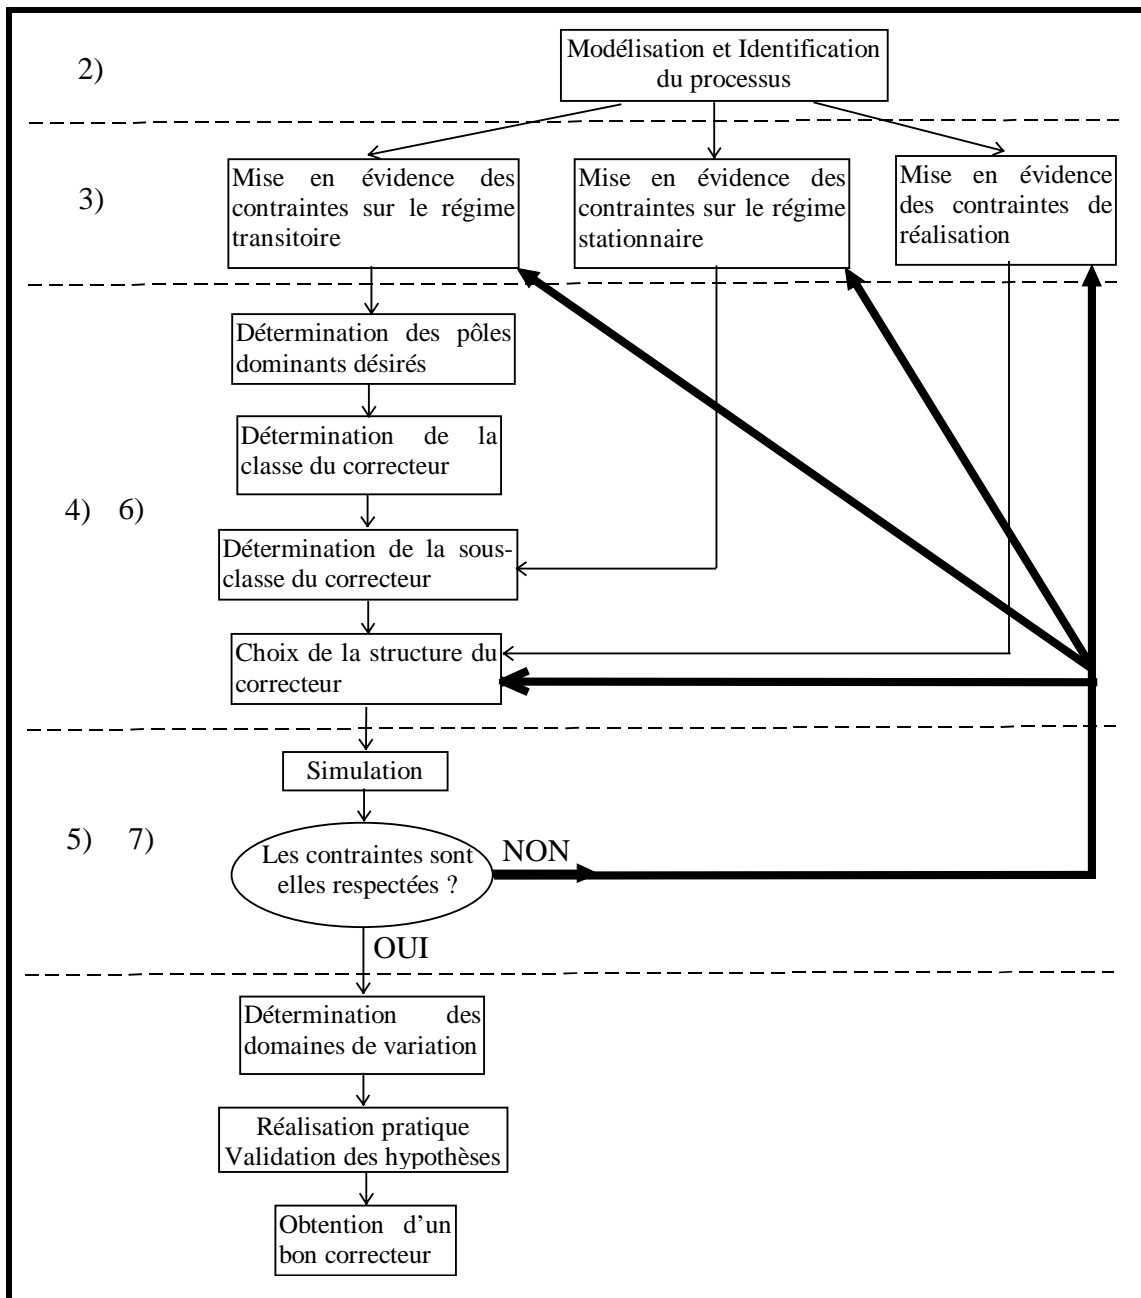 2)
Modélisation et Identification
du processus
3)
Mise en évidence des
contraintes sur le régime
transitoire
Mise en évidence des
contraintes sur le régime
stationnaire
Mise en évidence
des contraintes de
réalisation
Détermination des pôles
dominants désirés
Détermination de la
classe du correcteur
4) 6)
Détermination de la sous-
classe du correcteur
Choix de la structure du
correcteur
Simulation
5) 7)
Les contraintes sont
elles respectées ?
NON
OUI
Détermination des
domaines de variation
Réalisation pratique
Validation des hypothèses
Obtention d'un
bon correcteur